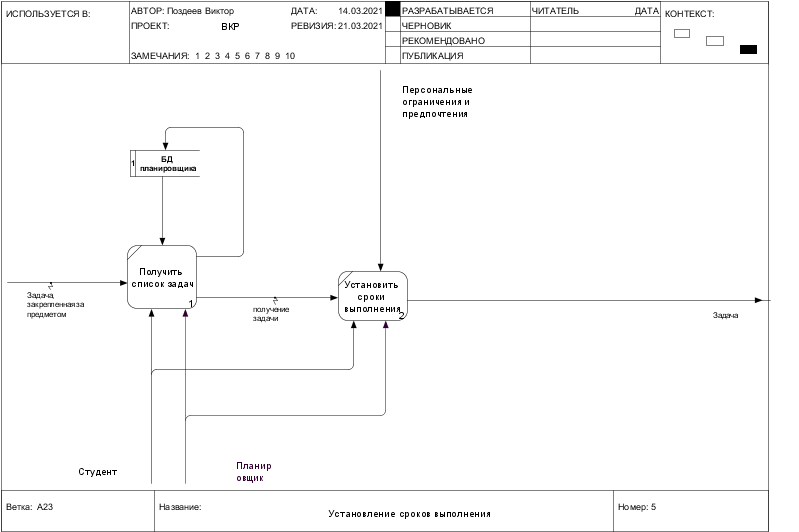 ИСПОЛЬЗУЕТСЯ В:
АВТОР: Поздеев Виктор
ДАТА: 14.03.2021
ПРОЕКТ: ВКР
РЕВИЗИЯ: 21.03.2021
ЗАМЕЧАНИЯ: 1 2 3 4 5 6 7 8 9 10
РАЗРАБАТЫВАЕТСЯ
ЧЕРНОВИК
РЕКОМЕНДОВАНО
ПУБЛИКАЦИЯ
ЧИТАТЕЛЬ ДАТА
КОНТЕКСТ:
Персональные
ограничения и
предпочтения
1
БД
планировщика
Получить
список задач
1
Задача,
закрепленная за
предметом
получение
задачи
Установить
сроки
выполнения
2
Задача
Студент
Планир
овщик
Ветка: A23
Название:
Установление сроков выполнения
Номер: 5